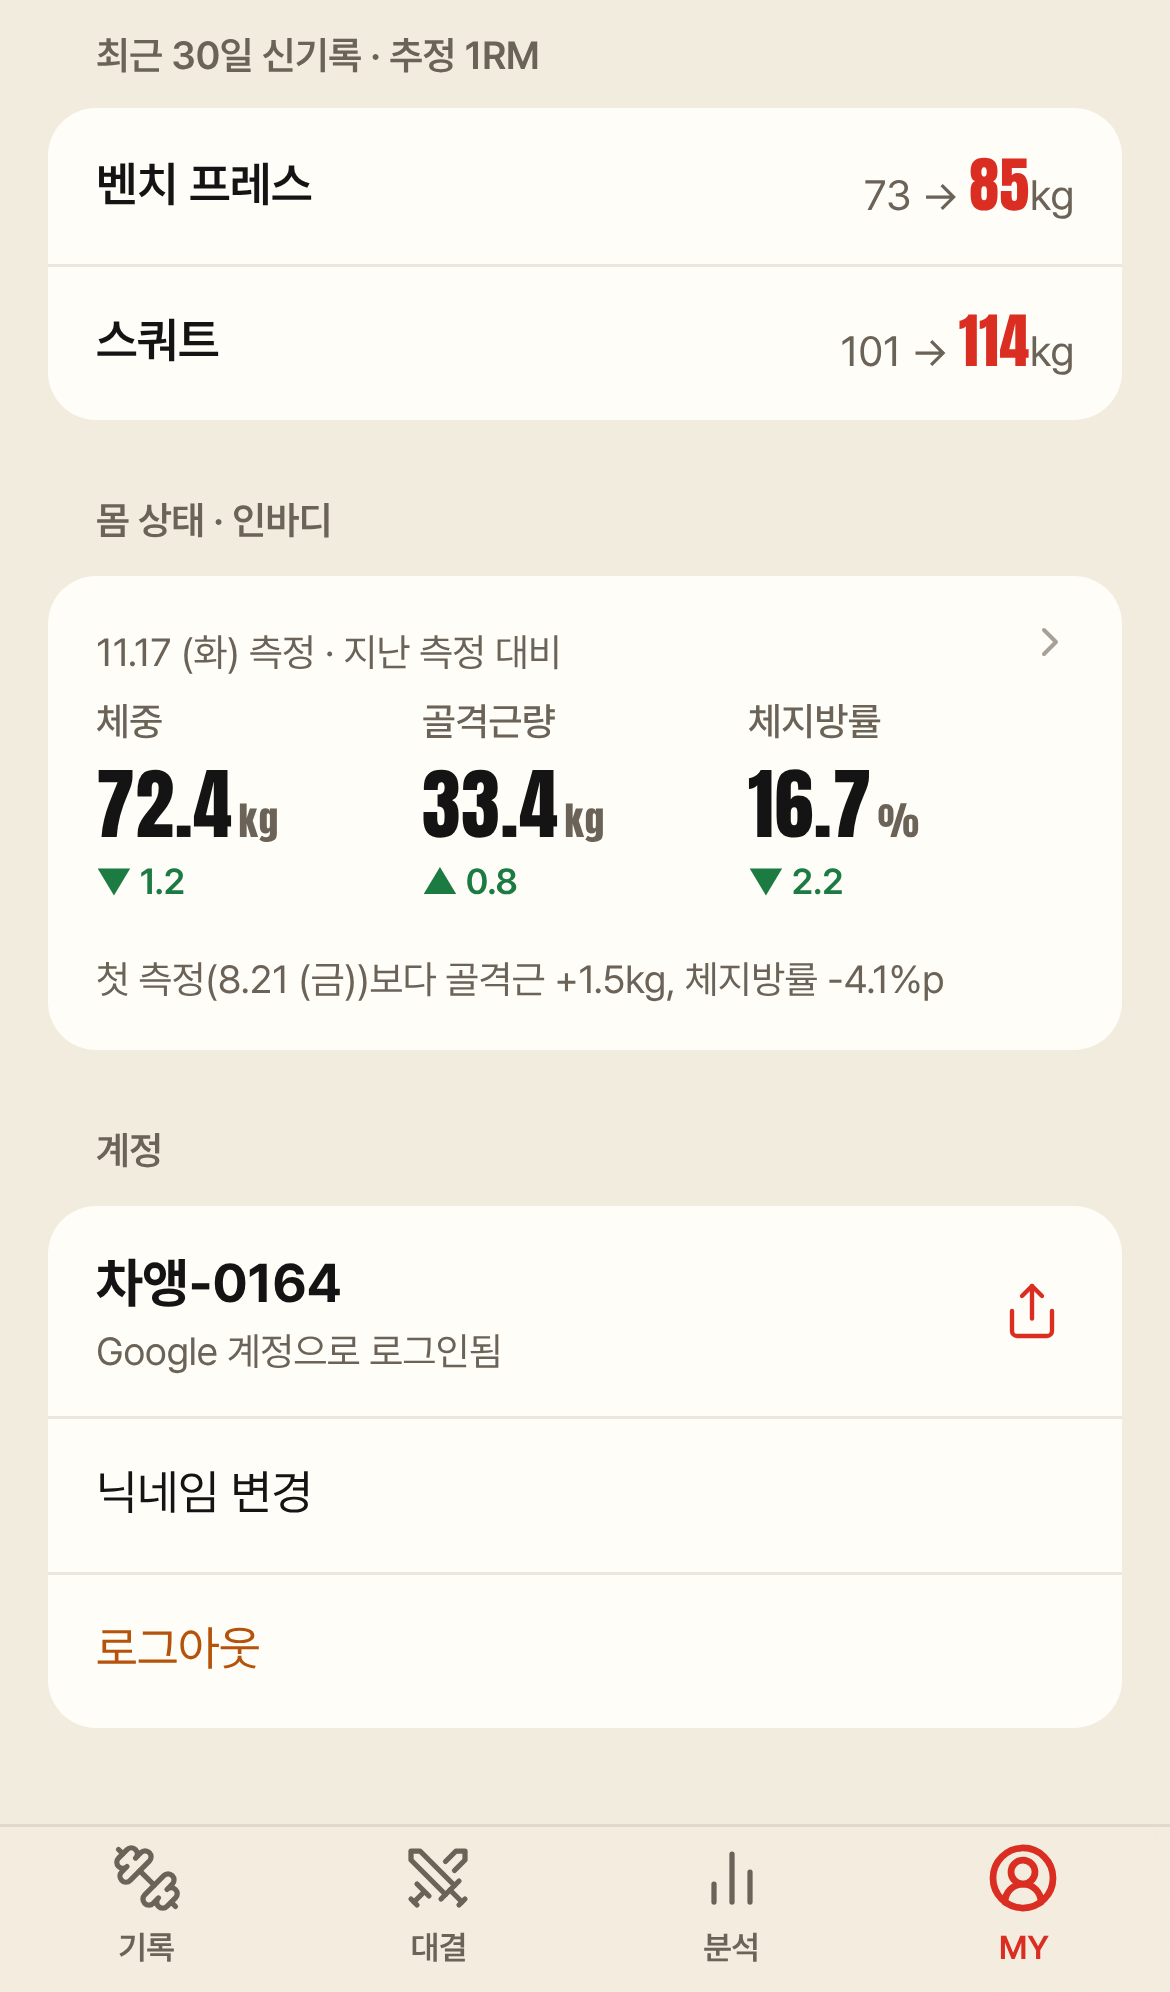 최근 30일 신기록 · 추정 1RM
벤치 프레스 73 → 85kg
스쿼트 101 → 114kg
몸 상태 · 인바디
11.17 (화) 측정 · 지난 측정 대비
체중 골격근량 체지방률
72.4 kg 33.4 kg 16.7 %
▼ 1.2 ▲ 0.8 ▼ 2.2
첫 측정(8.21 (금))보다 골격근 +1.5kg, 체지방률 -4.1%p
계정
차앵-0164
Google 계정으로 로그인됨
닉네임 변경
로그아웃
기록 대결 분석 MY